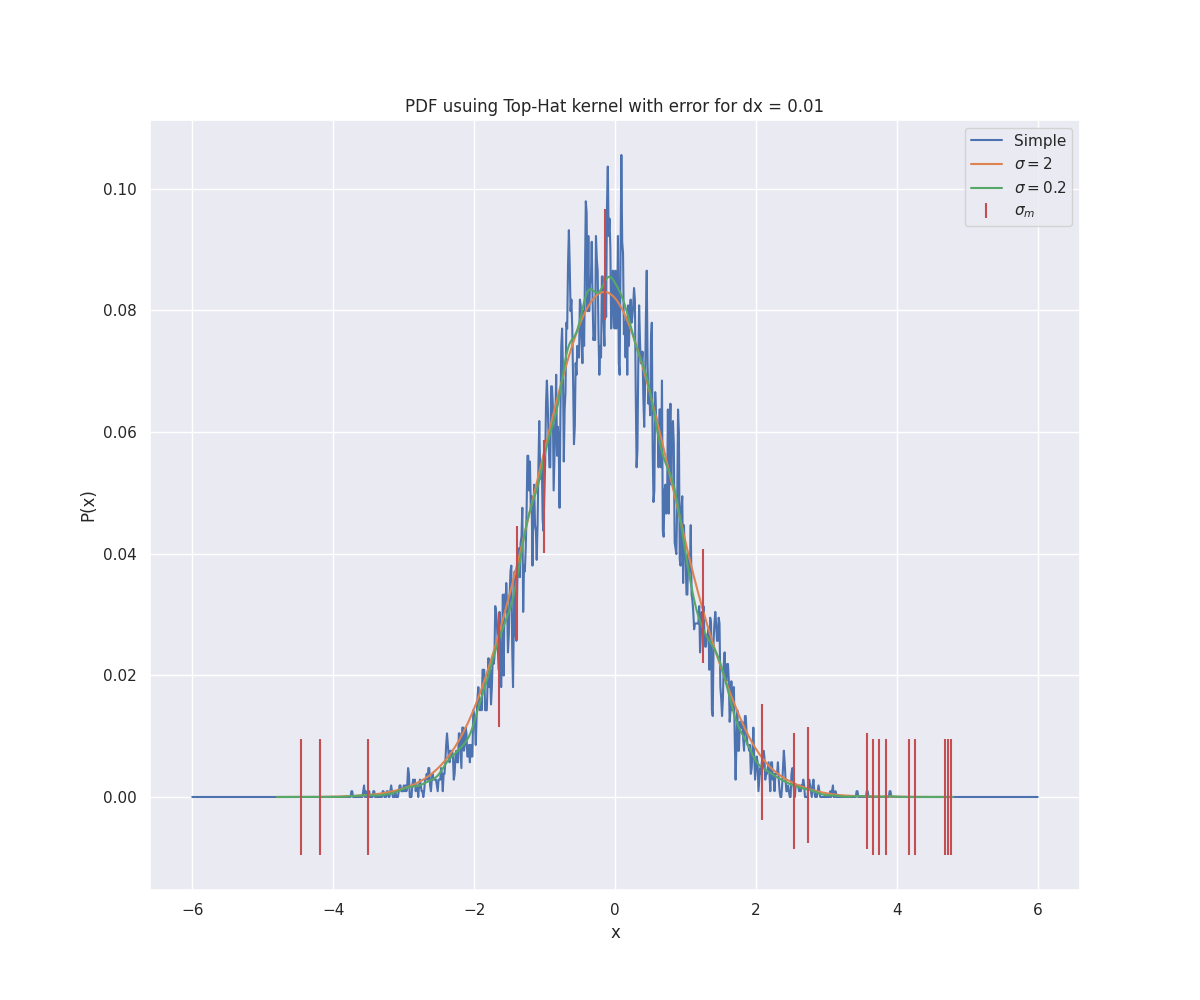 PDF usuing Top-Hat kernel with error for dx = 0.01
Simple
σ = 2
σ = 0.2
σm
P(x)
0.10
0.08
0.06
0.04
0.02
0.00
−6 −4 −2 0 2 4 6
x